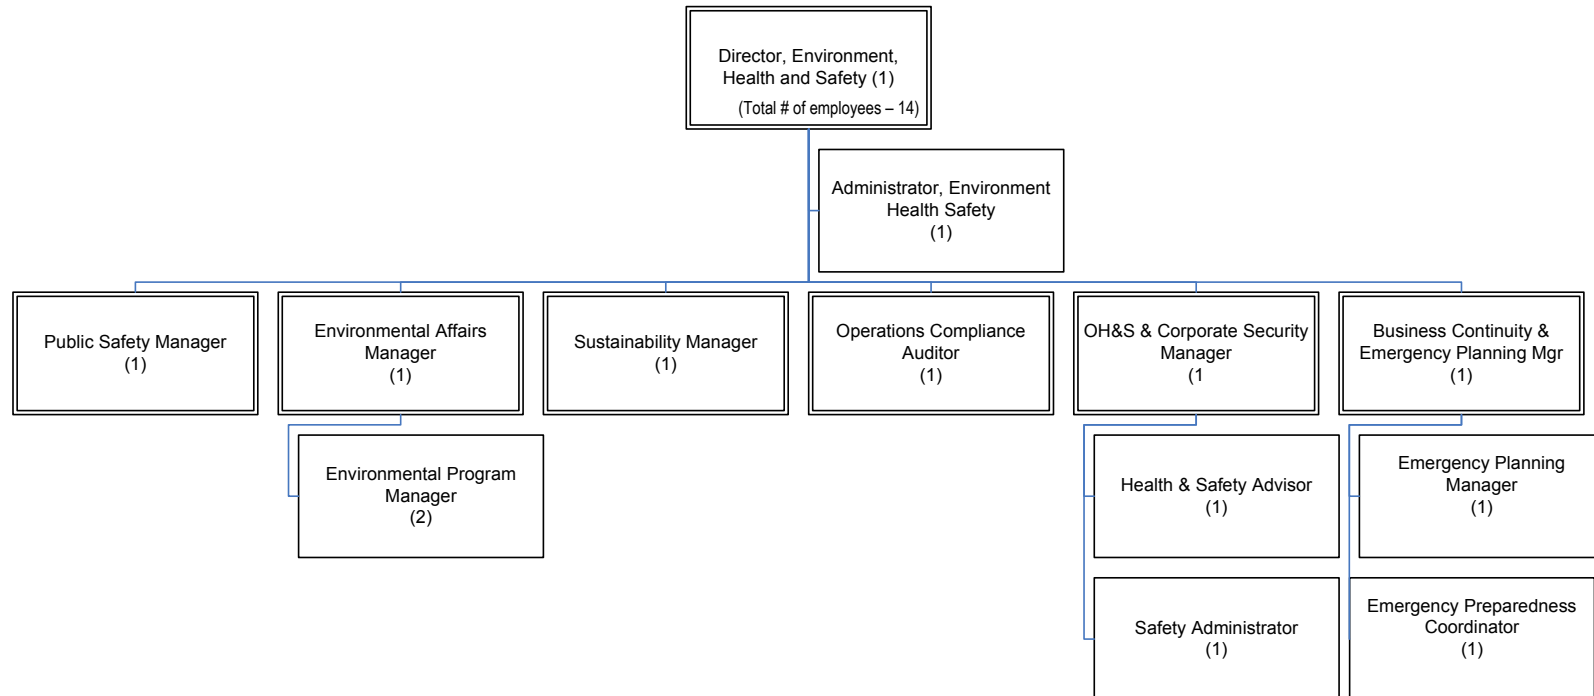 Director, Environment,
Health and Safety (1)
(Total # of employees – 14)
Administrator, Environment
Health Safety
(1)
Public Safety Manager
(1)
Environmental Affairs
Manager
(1)
Sustainability Manager
(1)
Operations Compliance
Auditor
(1)
OH&S & Corporate Security
Manager
(1
Business Continuity &
Emergency Planning Mgr
(1)
Environmental Program
Manager
(2)
Health & Safety Advisor
(1)
Emergency Planning
Manager
(1)
Safety Administrator
(1)
Emergency Preparedness
Coordinator
(1)